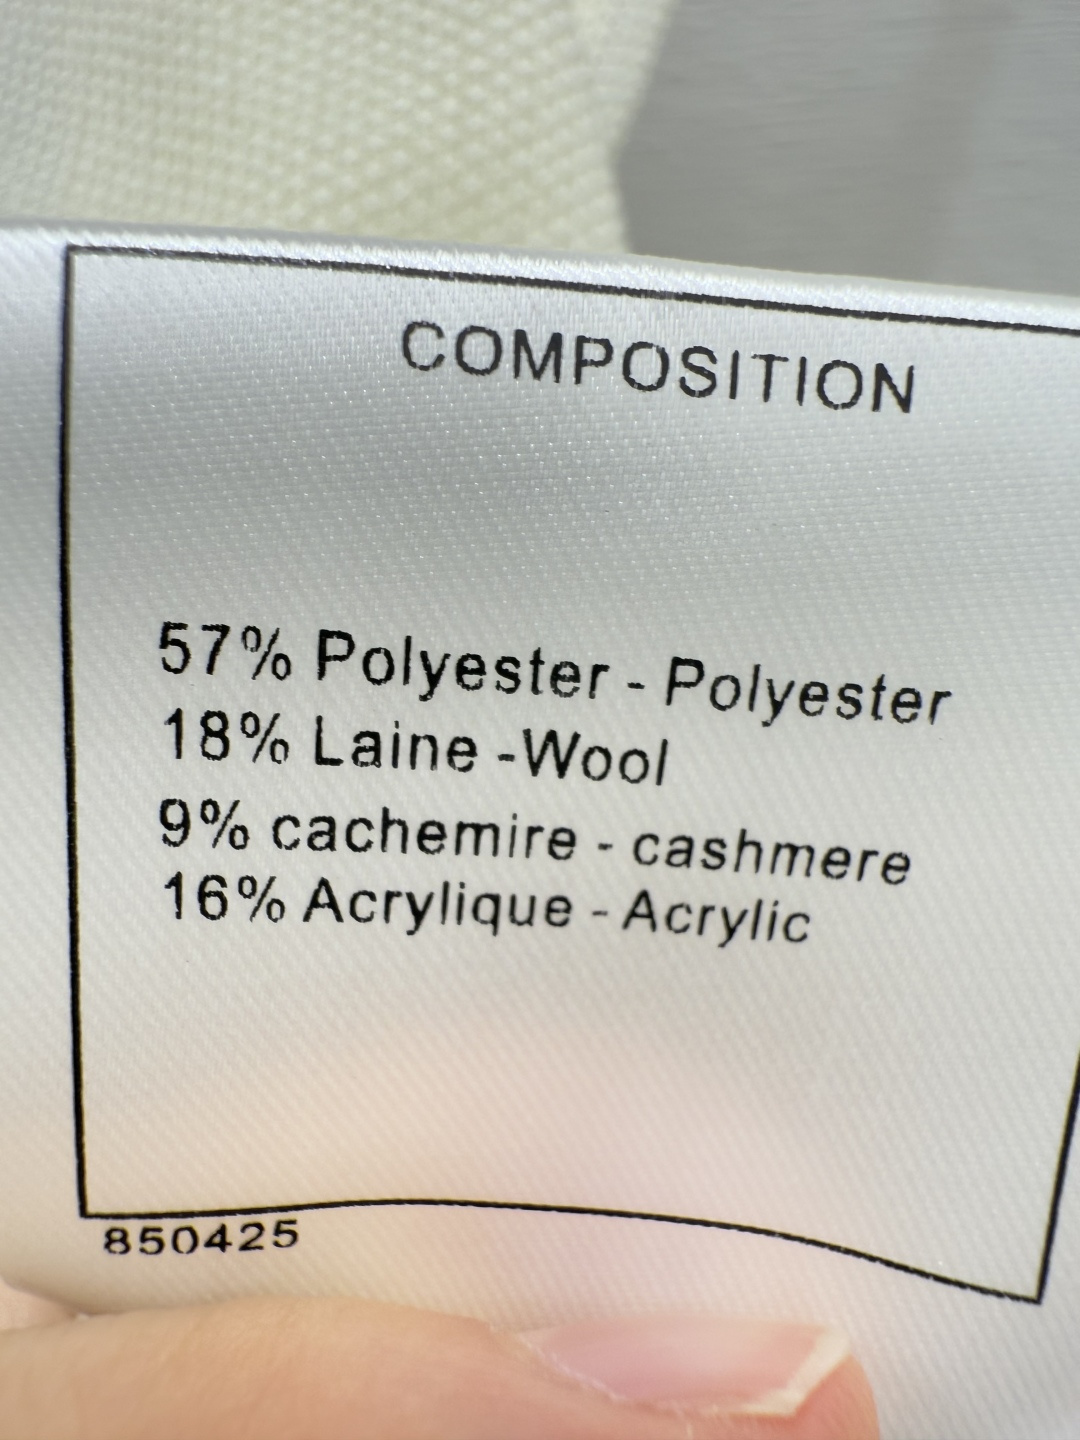 COMPOSITION
57% Polyester - Polyester
18% Laine -Wool
9% cachemire - cashmere
16% Acrylique - Acrylic
850425